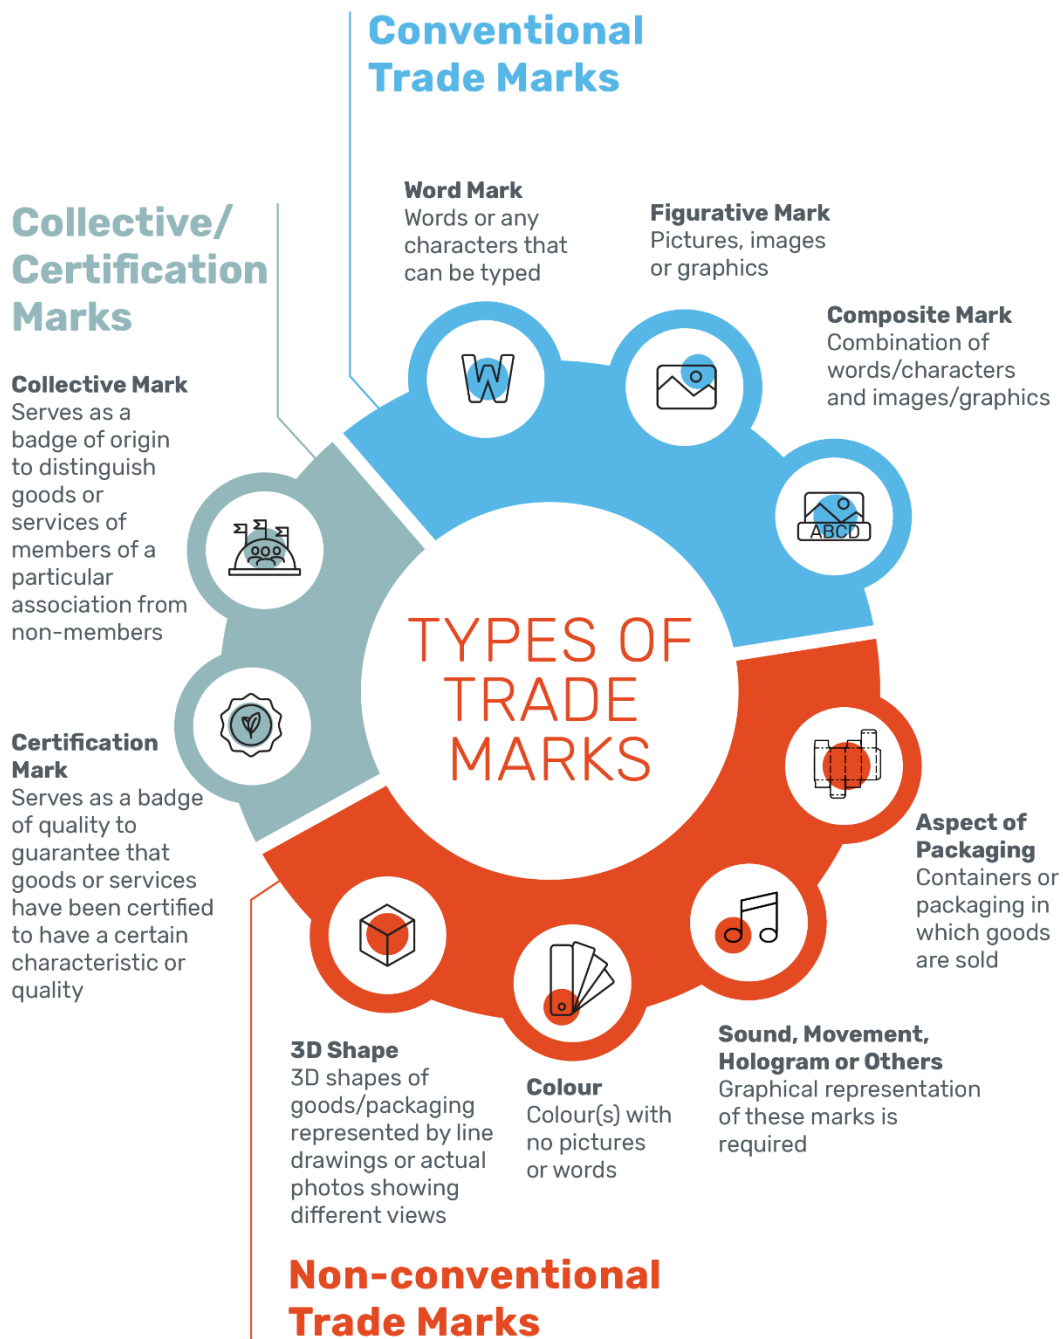 Conventional
Trade Marks
Word Mark
Words or any
characters that
can be typed
Figurative Mark
Pictures, images
or graphics
Composite Mark
Combination of
words/characters
and images/graphics
Collective/
Certification
Marks
Collective Mark
Serves as a
badge of origin
to distinguish
goods or
services of
members of a
particular
association from
non-members
Certification
Mark
Serves as a badge
of quality to
guarantee that
goods or services
have been certified
to have a certain
characteristic or
quality
W
ABCD
TYPES OF
TRADE
MARKS
Aspect of
Packaging
Containers or
packaging in
which goods
are sold
Sound, Movement,
Hologram or Others
Graphical representation
of these marks is
required
Colour
Colour(s) with
no pictures
or words
3D Shape
3D shapes of
goods/packaging
represented by line
drawings or actual
photos showing
different views
Non-conventional
Trade Marks